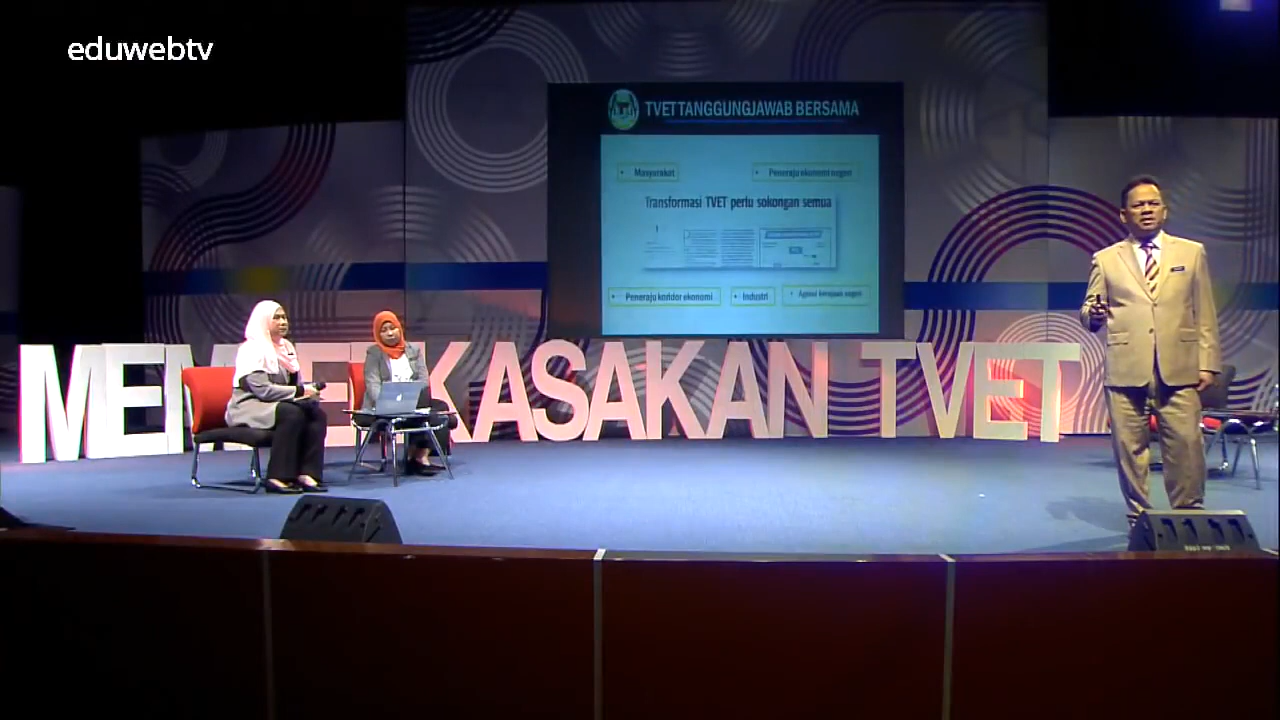 eduwebtv
TVET TANGGUNGJAWAB BERSAMA
Masyarakat
Peneraju ekonomi negeri
Transformasi TVET perlu sokongan semua
Peneraju koridor ekonomi
Industri
Agensi kerajaan negeri
KASAKAN TVET